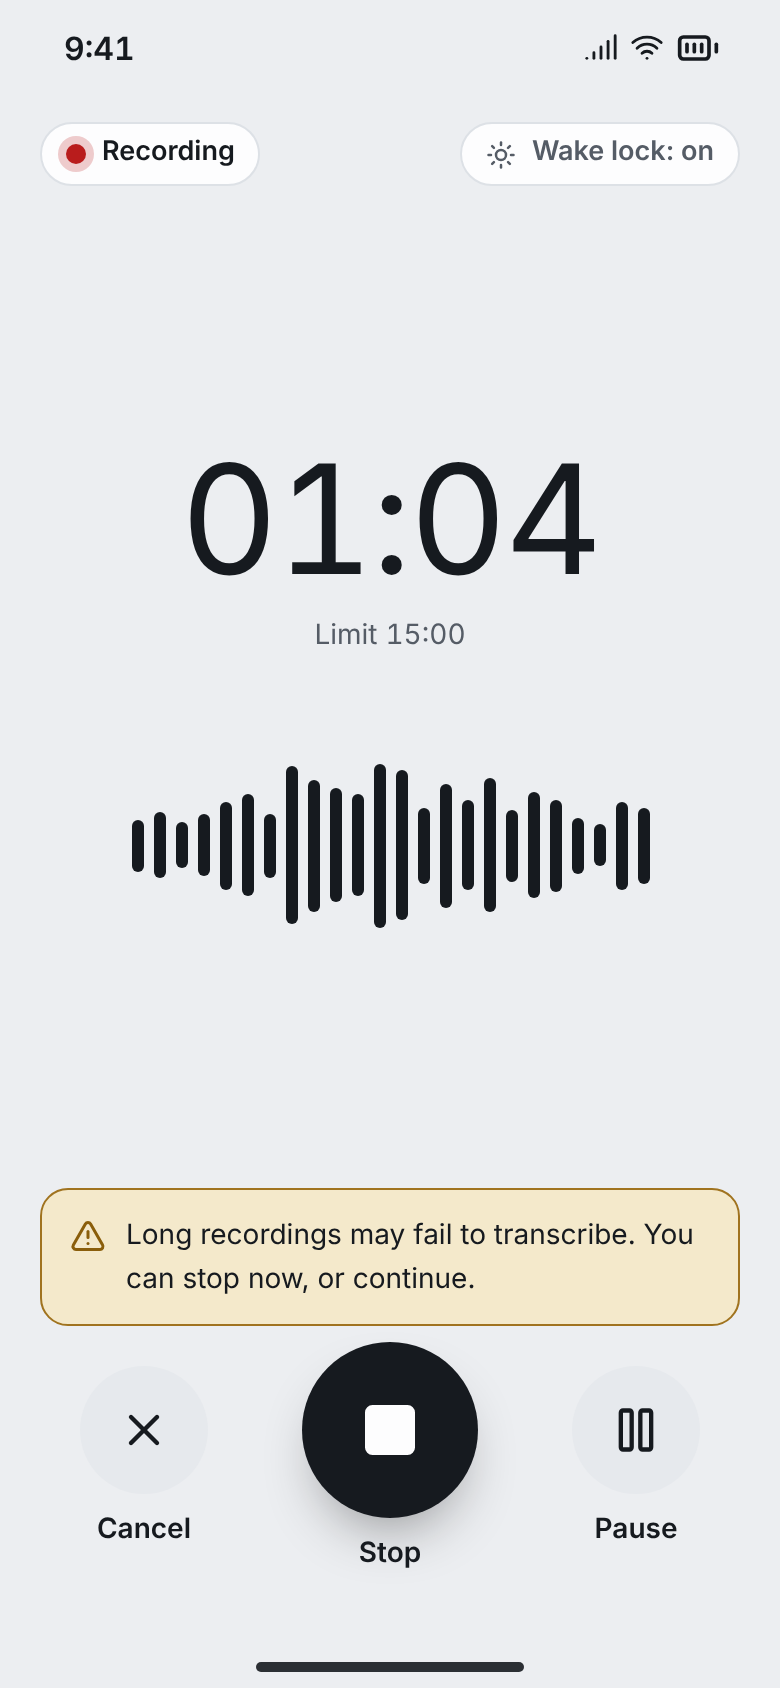 9:41
Recording
Wake lock: on
01:04
Limit 15:00
Long recordings may fail to transcribe. You
can stop now, or continue.
Cancel
Stop
Pause